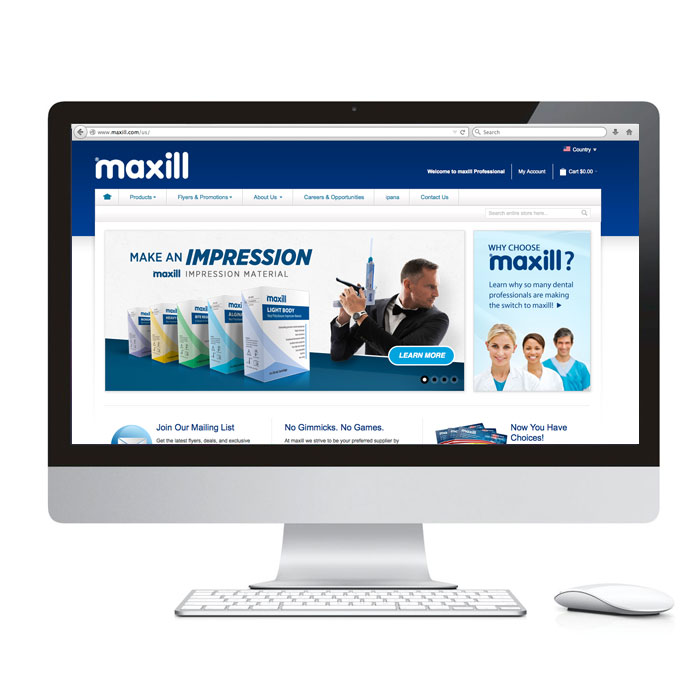 www.maxill.com/us/
Search
maxill
Country
Welcome to maxill Professional
My Account
Cart $0.00
Products
Flyers & Promotions
About Us
Careers & Opportunities
ipana
Contact Us
Search entire store here...
MAKE AN IMPRESSION
maxill IMPRESSION MATERIAL
maxill
LIGHT BODY
LEARN MORE
WHY CHOOSE
maxill?
Learn why so many dental
professionals are making
the switch to maxill!
Join Our Mailing List
Get the latest flyers, deals, and exclusive
No Gimmicks. No Games.
At maxill we strive to be your preferred supplier by
Now You Have
Choices!